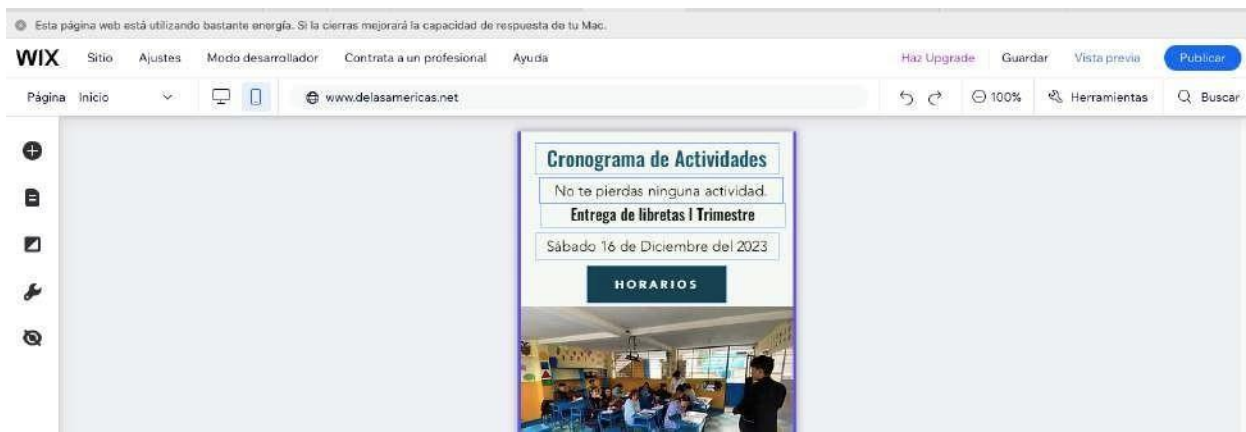 Esta página web está utilizando bastante energía. Si la cierras mejorará la capacidad de respuesta de tu Mac.
WIX Sitio Ajustes Modo desarrollador Contrata a un profesional Ayuda Haz Upgrade Guardar Vista previa Publicar
Página Inicio www.delasamericas.net 100% Herramientas Buscar
Cronograma de Actividades
No te pierdas ninguna actividad.
Entrega de libretas I Trimestre
Sábado 16 de Diciembre del 2023
HORARIOS